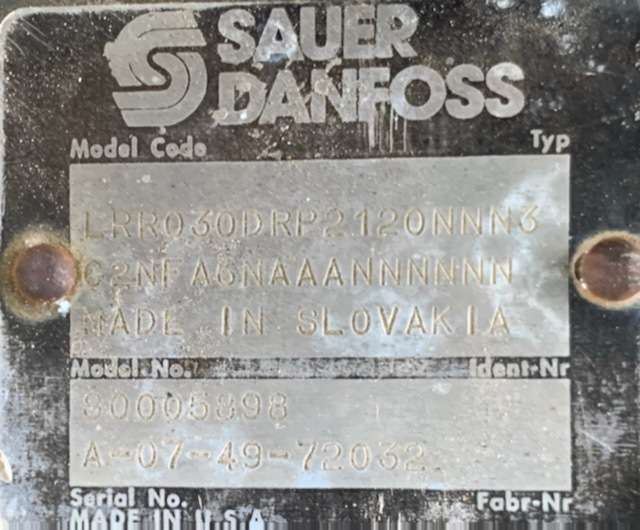 SAUER
DANFOSS
Model Code Typ
LRR030DRP2120NNN3
C2NFA6NAAANNNNNN
MADE IN SLOVAKIA
Model No. Ident-Nr
80005898
A-07-49-72032
Serial No. Fabr-Nr
MADE IN U.S.A.